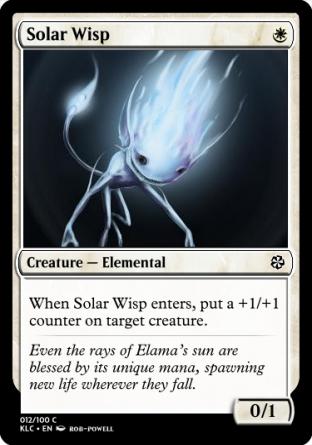 Solar Wisp
Creature — Elemental
When Solar Wisp enters, put a +1/+1
counter on target creature.
Even the rays of Elama's sun are
blessed by its unique mana, spawning
new life wherever they fall.
0/1
012/100 C
KLC • EN ROB-POWELL